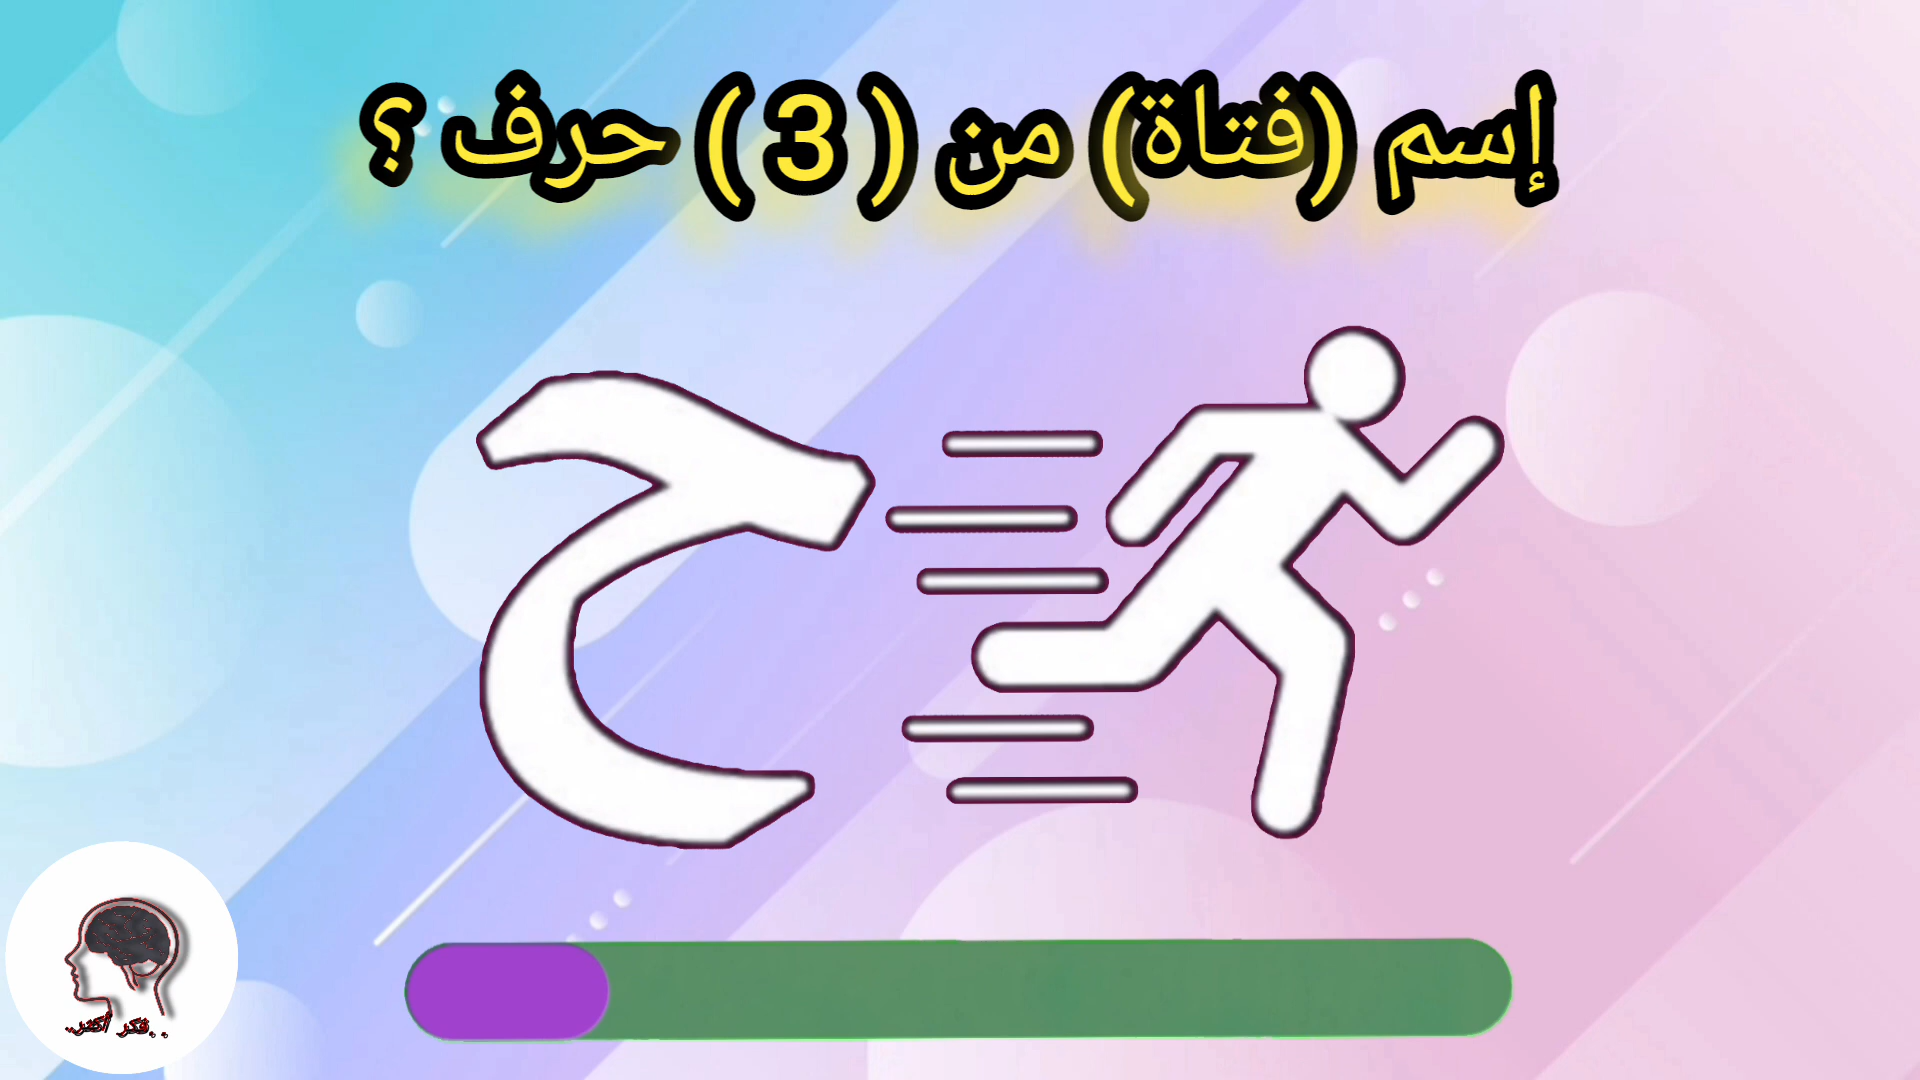 إسم (فتاة) من (3) حرف ؟
ح
..فكر أكثر..